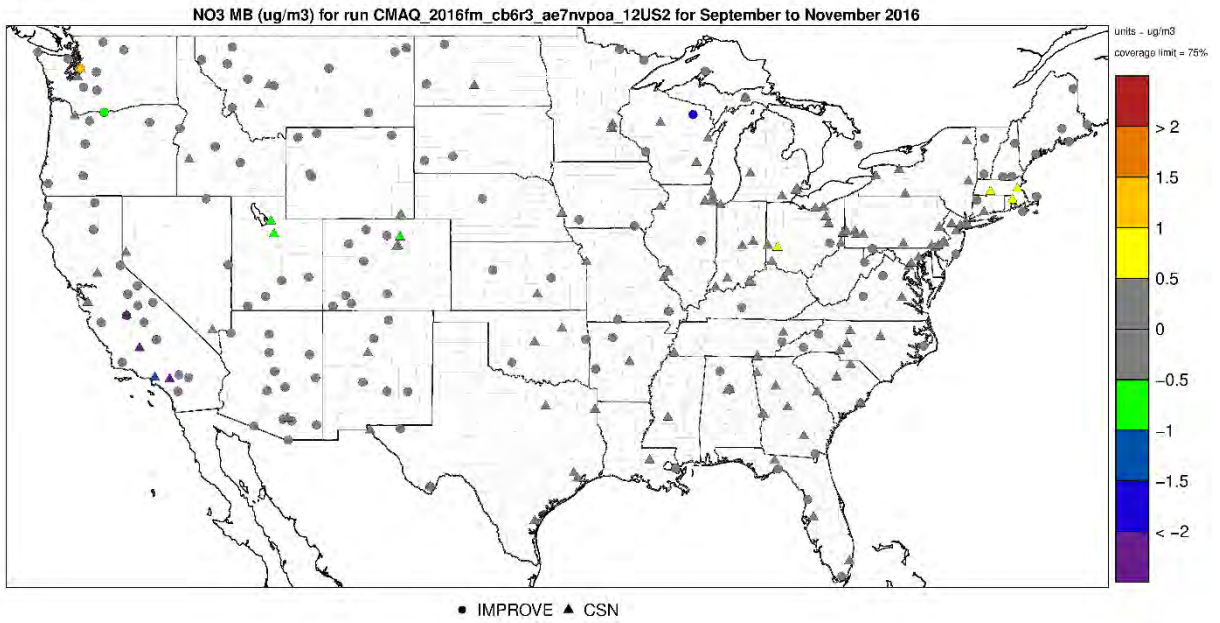 NO3 MB (ug/m3) for run CMAQ_2016fm_cb6r3_ae7nvpoa_12US2 for September to November 2016
units = ug/m3
coverage limit = 75%
> 2
1.5
1
0.5
0
−0.5
−1
−1.5
< −2
IMPROVE
CSN